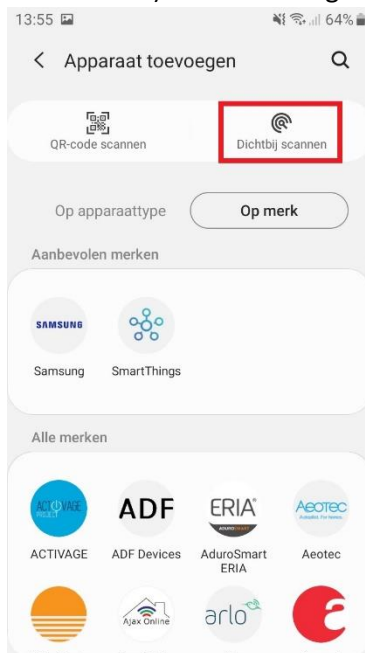 13:55 64%
Apparaat toevoegen
QR-code scannen Dichtbij scannen
Op apparaattype Op merk
Aanbevolen merken
SAMSUNG
Samsung SmartThings
Alle merken
ADF ERIA AEOTEC
ACTIVAGE ADF Devices AduroSmart Aeotec
ERIA
Ajax Online arlo